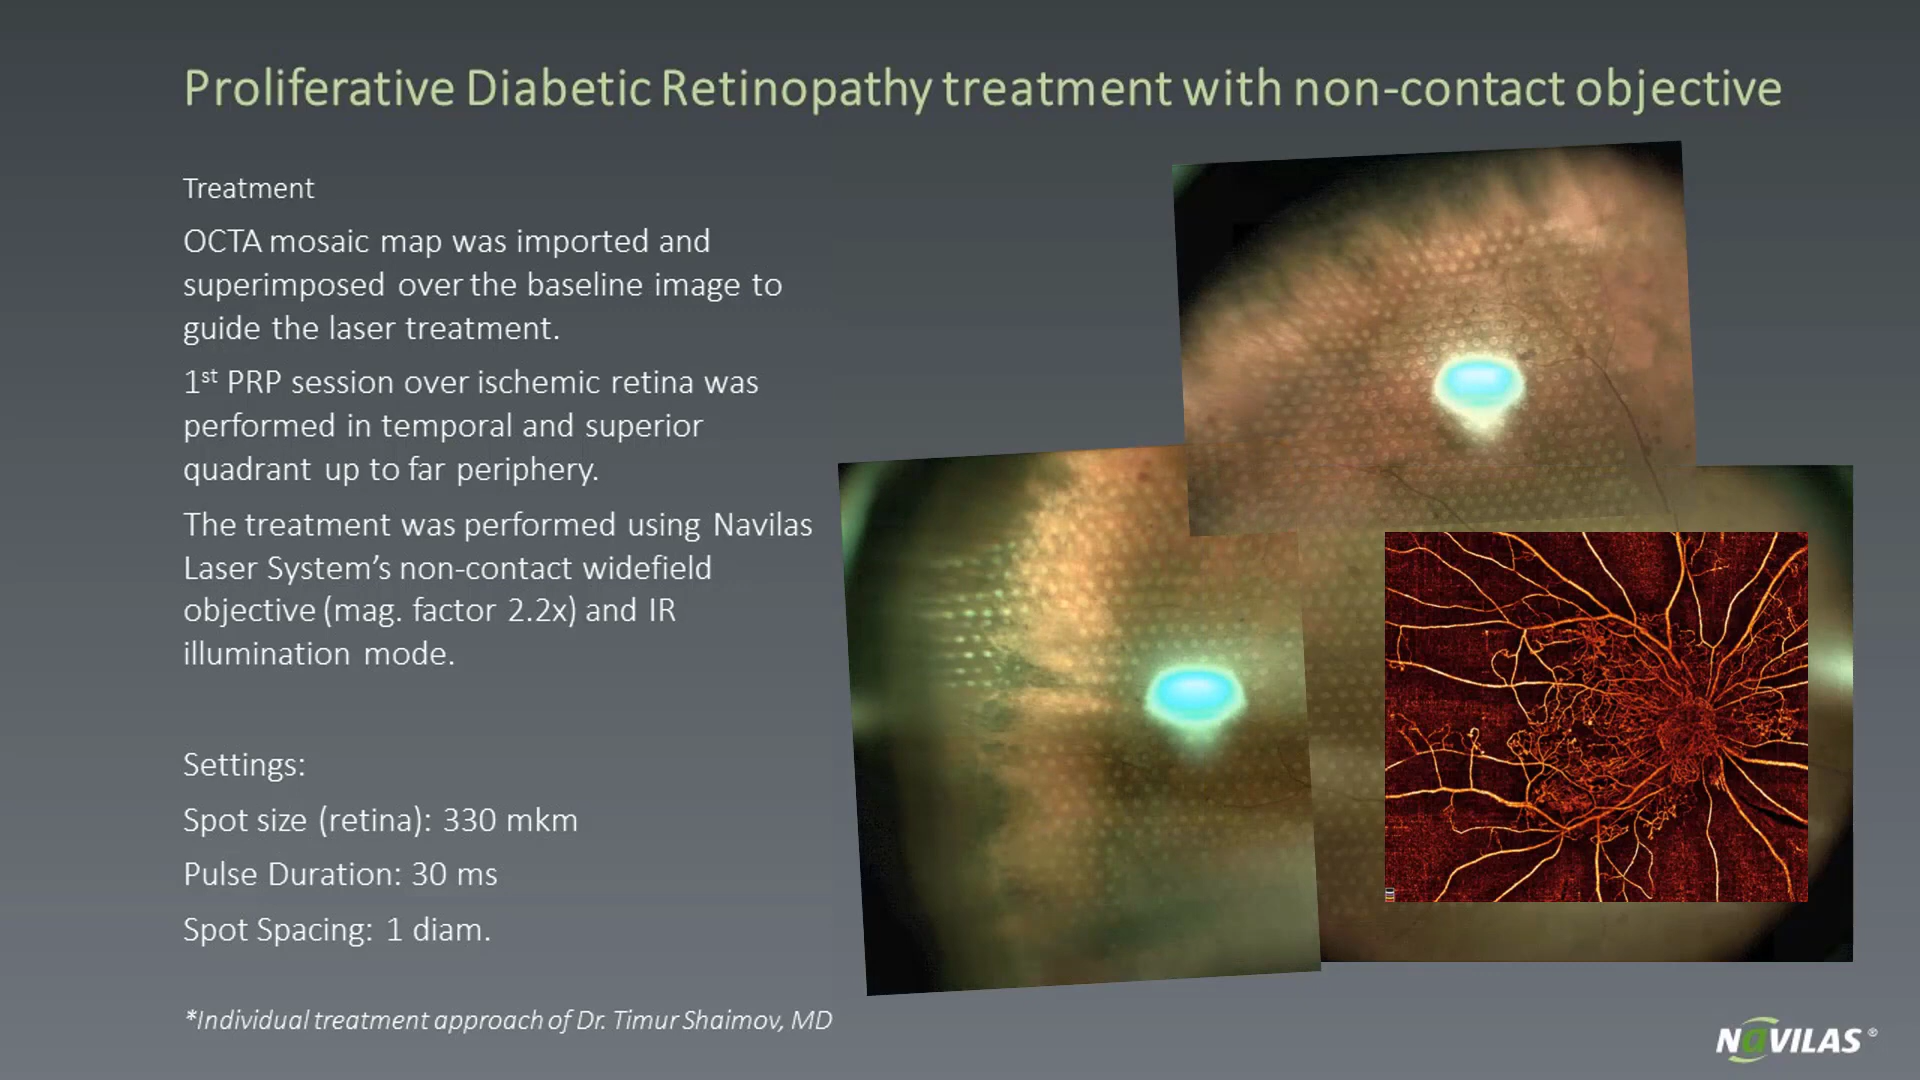 Proliferative Diabetic Retinopathy treatment with non-contact objective
Treatment
OCTA mosaic map was imported and
superimposed over the baseline image to
guide the laser treatment.
1st PRP session over ischemic retina was
performed in temporal and superior
quadrant up to far periphery.
The treatment was performed using Navilas
Laser System’s non-contact widefield
objective (mag. factor 2.2x) and IR
illumination mode.
Settings:
Spot size (retina): 330 mkm
Pulse Duration: 30 ms
Spot Spacing: 1 diam.
*Individual treatment approach of Dr. Timur Shaimov, MD
NaVILAS®